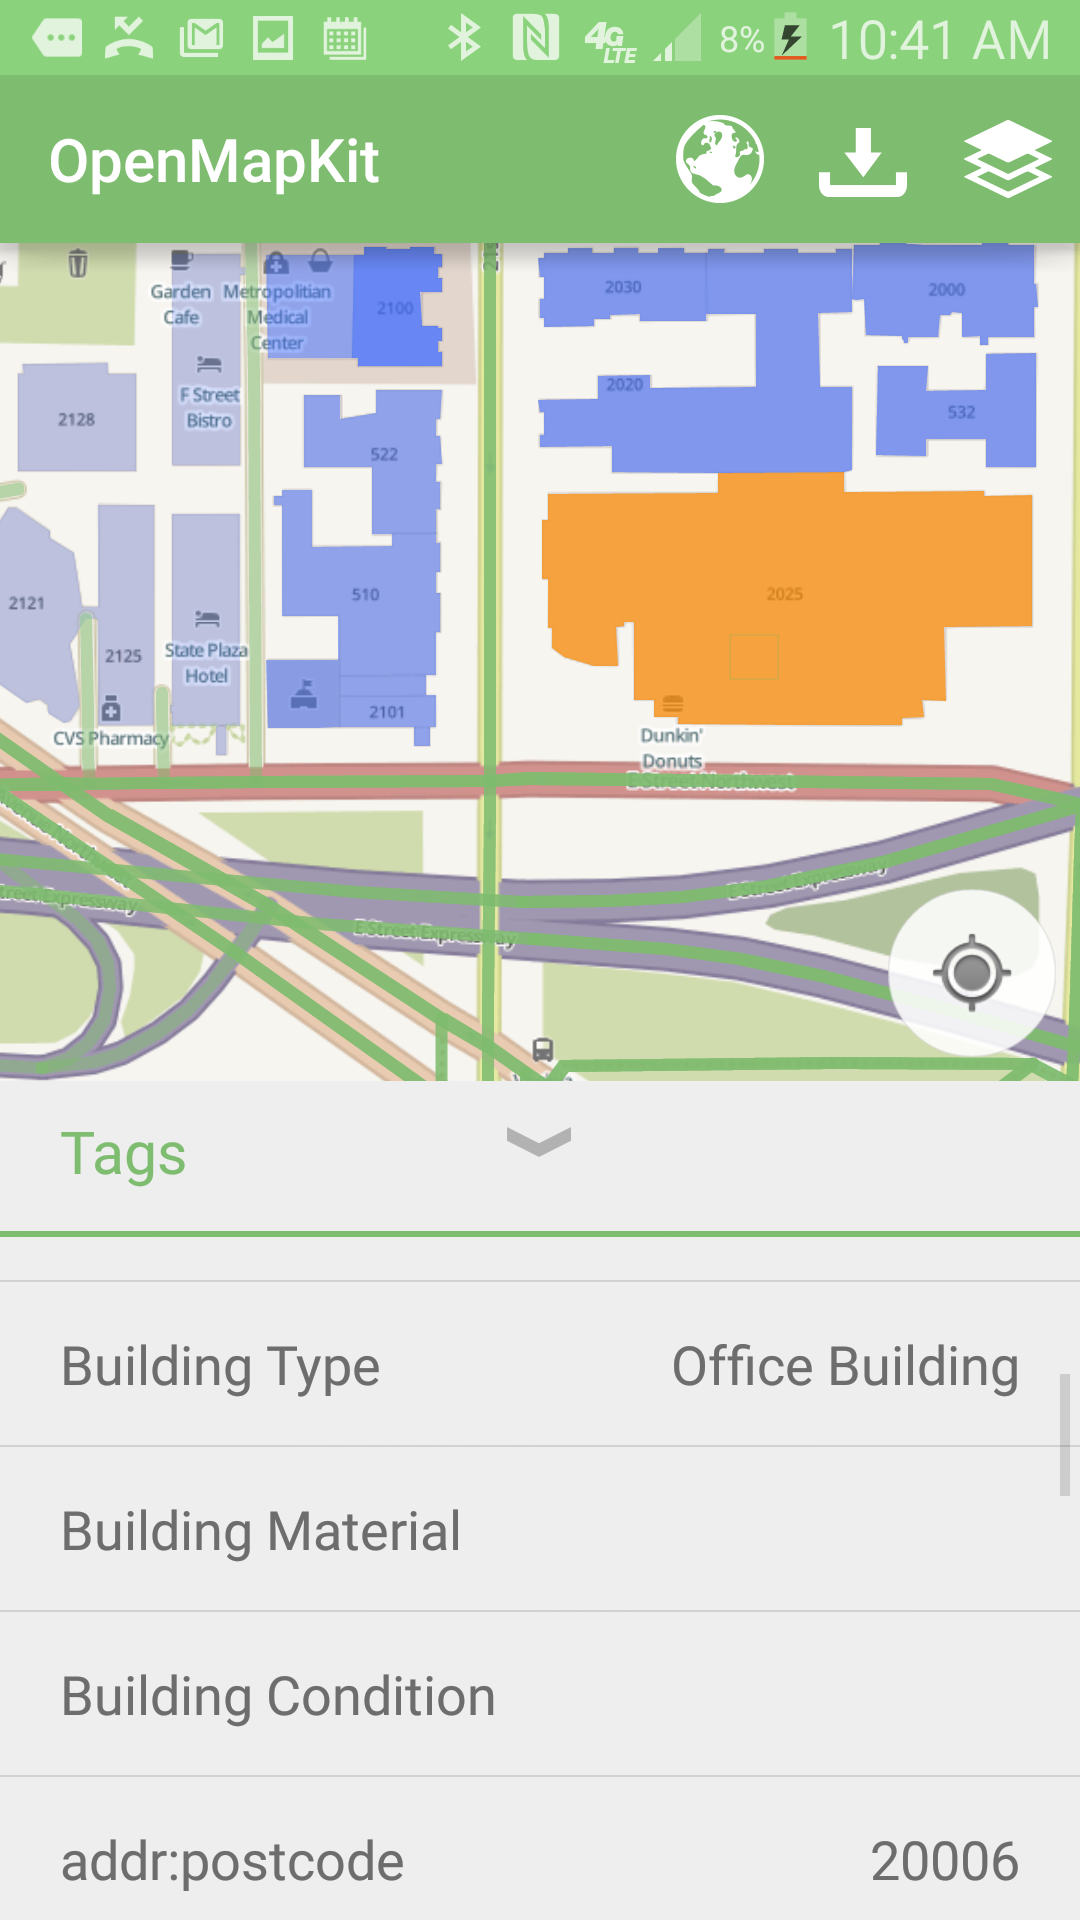 4G LTE 8% 10:41 AM
OpenMapKit
Garden
Cafe
Metropolitian
Medical
Center
2100
2030
2000
2128
F Street
Bistro
522
2020
532
2121
2125
510
2025
State Plaza
Hotel
2101
CVS Pharmacy
Dunkin'
Donuts
E Street Northwest
E Street Expressway
E Street Expressway
Tags
Building Type Office Building
Building Material
Building Condition
addr:postcode 20006